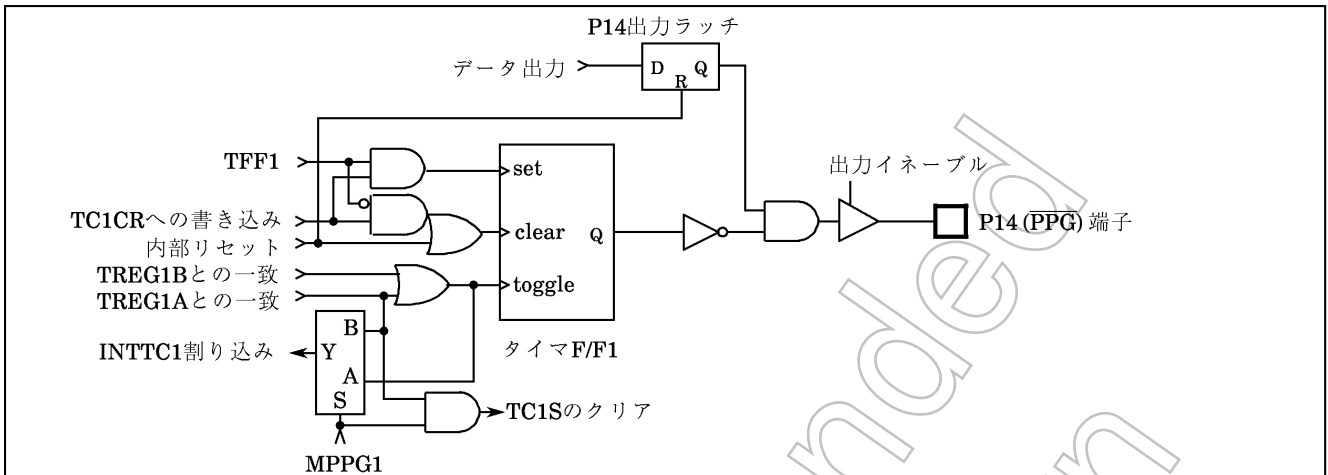 P14出力ラッチ
データ出力
D Q
R
TFF1
set
出力イネーブル
TC1CRへの書き込み
clear
Q
P14 (PPG) 端子
内部リセット
TREG1Bとの一致
toggle
TREG1Aとの一致
B
INTTC1割り込み
Y
タイマF/F1
A
S
TC1Sのクリア
MPPG1
nded
n